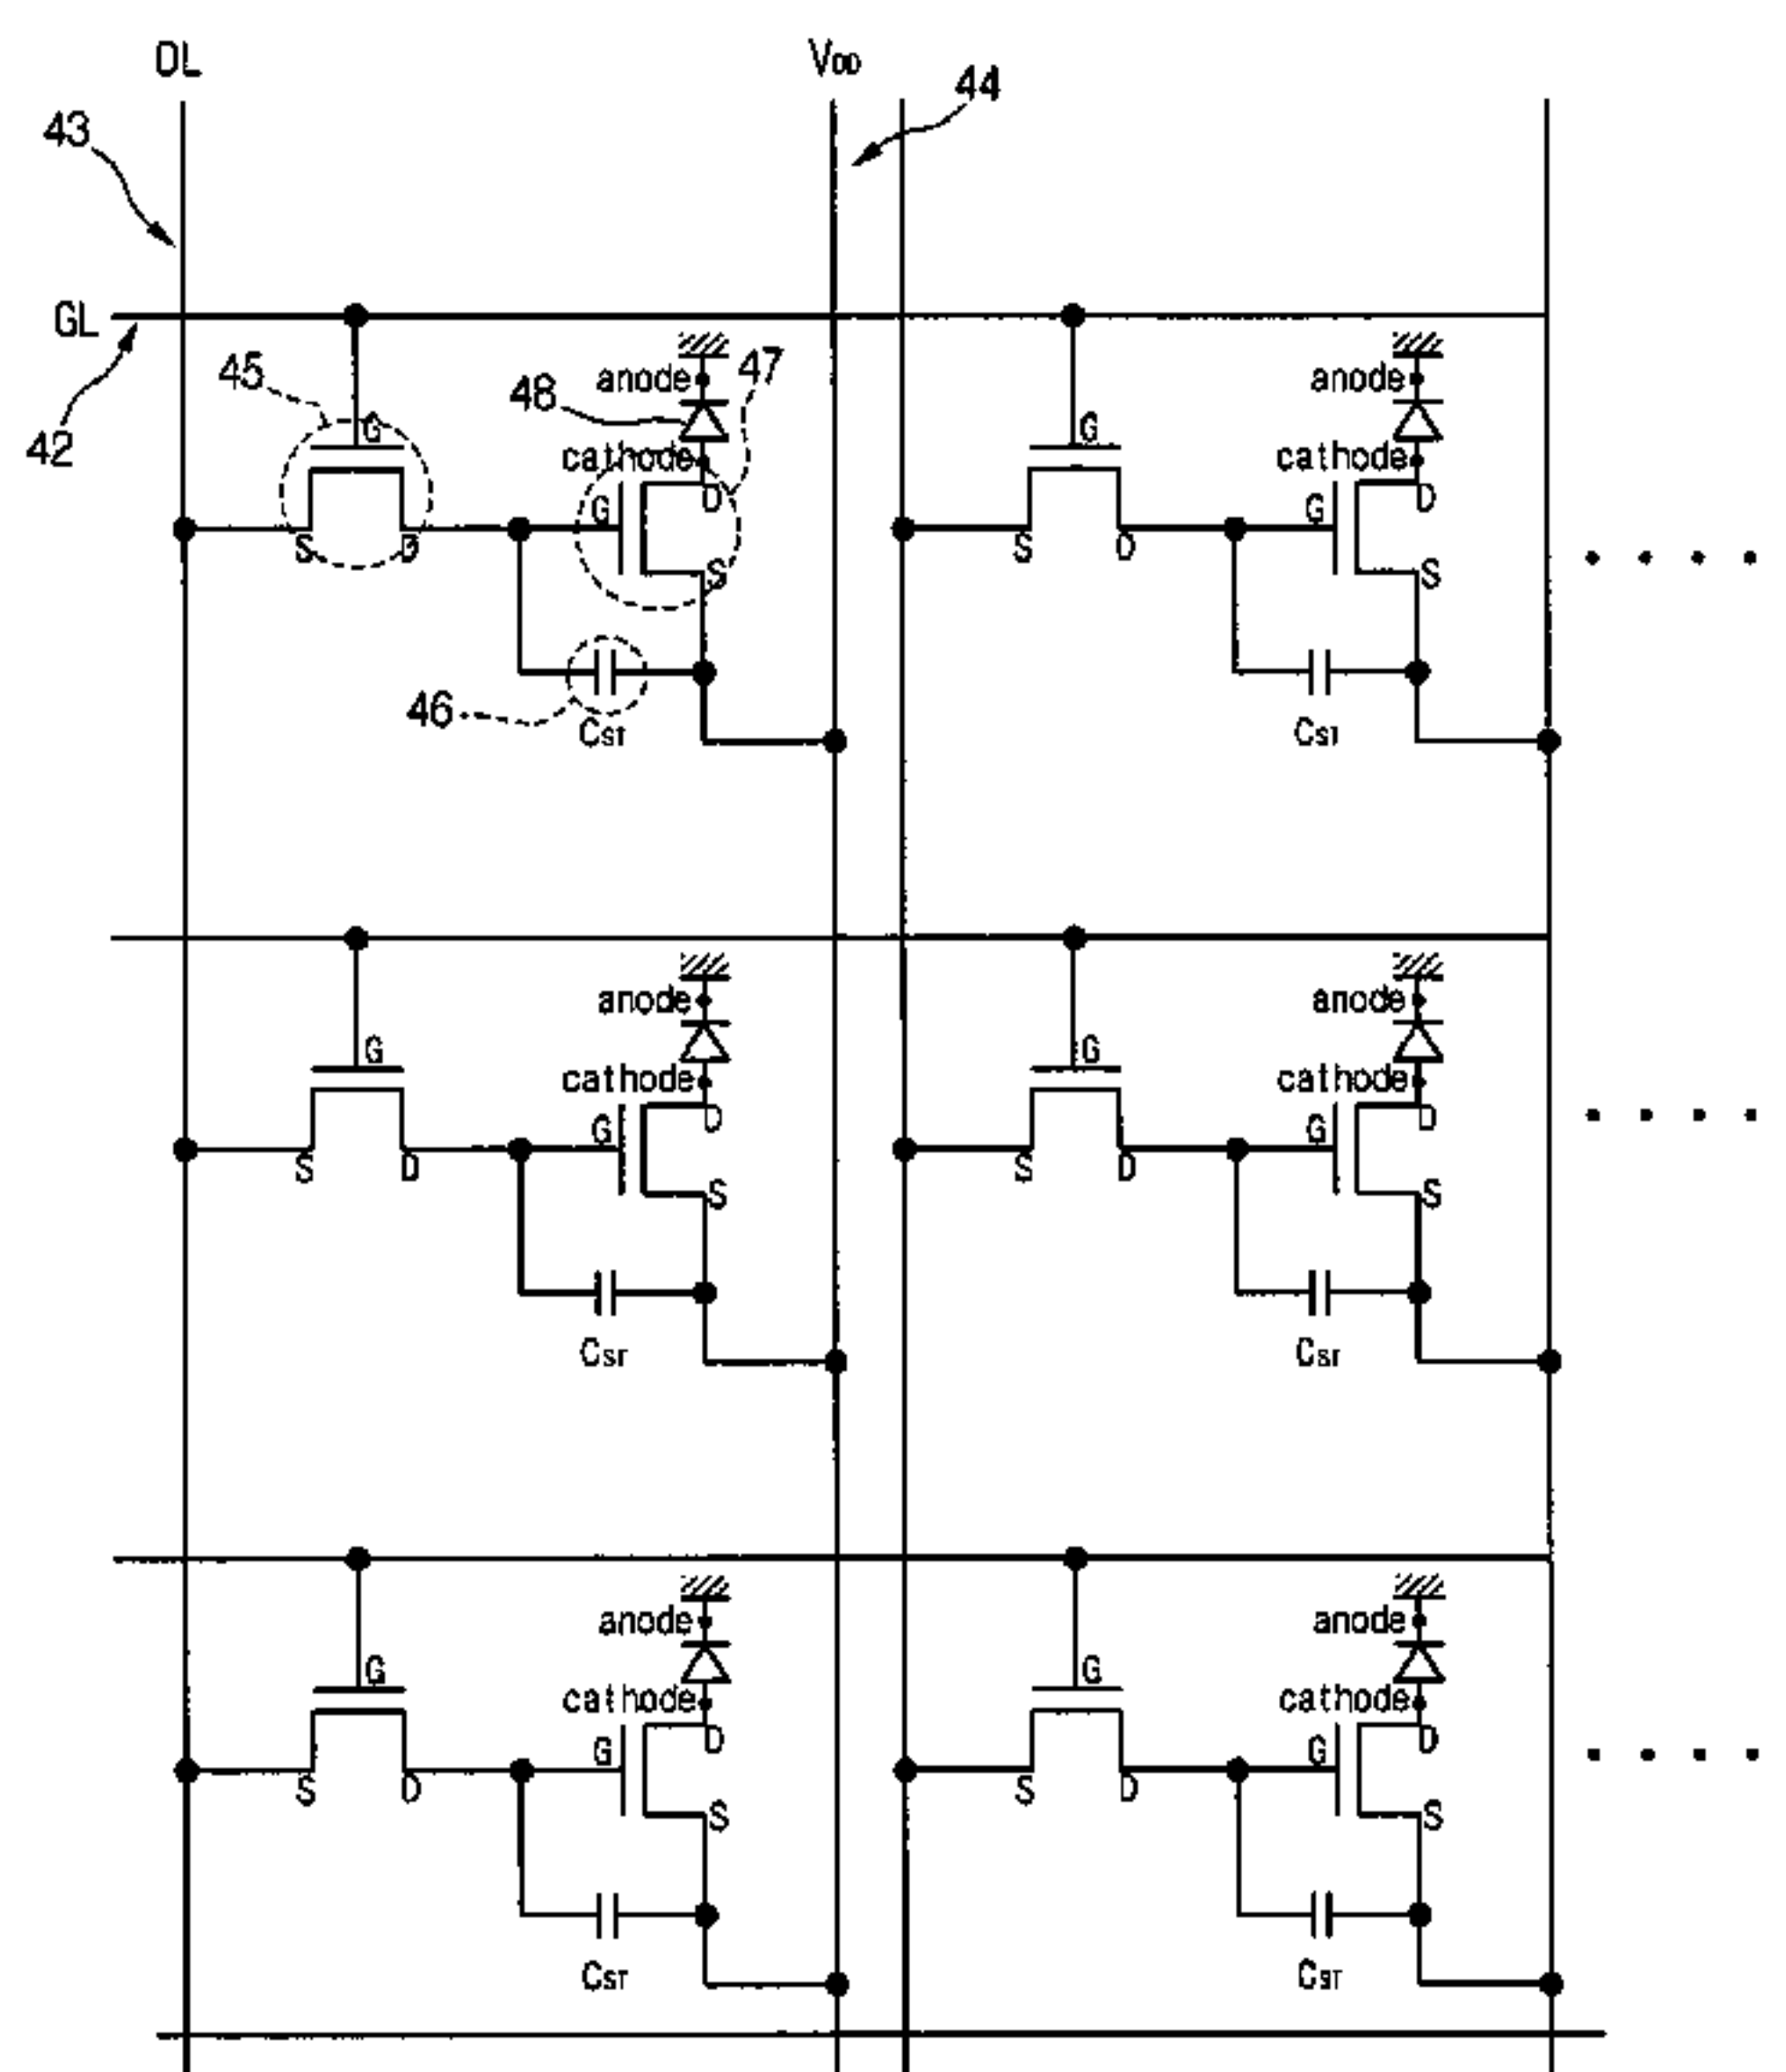 DL VDD 44
43
GL
42
45 48 anode 47 anode
G cathode D G cathode D
G G
S D S S D S
46 CST CST
anode anode
G cathode G cathode
G D G D
S D S S D S
CST CST
anode anode
G cathode G cathode
G D G D
S D S S D S
CST CST